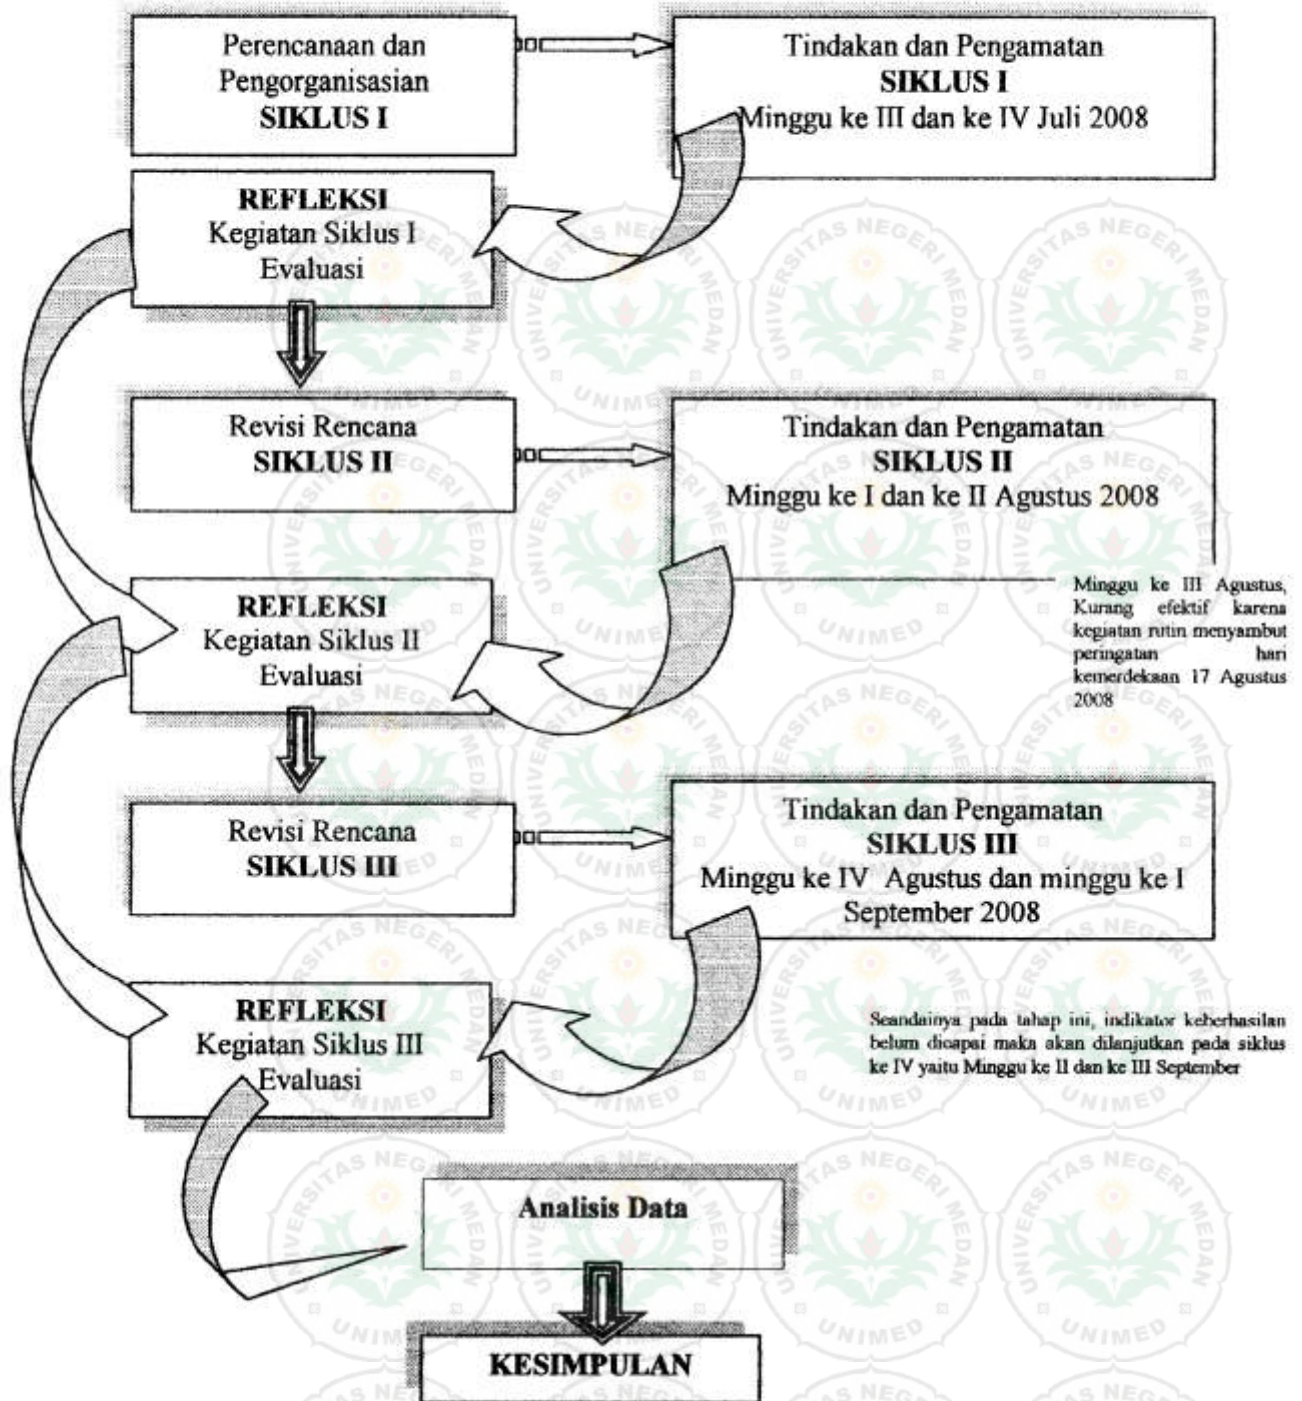 Perencanaan dan
Pengorganisasian
SIKLUS I
Tindakan dan Pengamatan
SIKLUS I
Minggu ke III dan ke IV Juli 2008
REFLEKSI
Kegiatan Siklus I
Evaluasi
Revisi Rencana
SIKLUS II
Tindakan dan Pengamatan
SIKLUS II
Minggu ke I dan ke II Agustus 2008
Minggu ke III Agustus,
Kurang efektif karena
kegiatan rutin menyambut
peringatan hari
kemerdekaan 17 Agustus
2008
REFLEKSI
Kegiatan Siklus II
Evaluasi
Revisi Rencana
SIKLUS III
Tindakan dan Pengamatan
SIKLUS III
Minggu ke IV Agustus dan minggu ke I
September 2008
REFLEKSI
Kegiatan Siklus III
Evaluasi
Seandainya pada tahap ini, indikator keberhasilan
belum dicapai maka akan dilanjutkan pada siklus
ke IV yaitu Minggu ke II dan ke III September
Analisis Data
KESIMPULAN
UNIVERSITAS NEGERI MEDAN
UNIMED